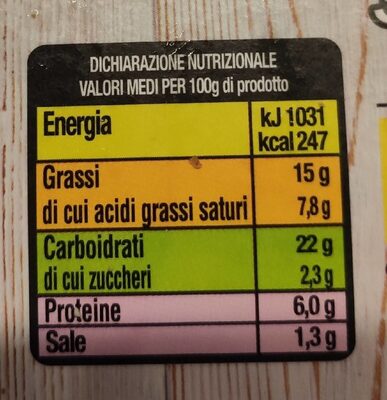 DICHIARAZIONE NUTRIZIONALE
VALORI MEDI PER 100g di prodotto
Energia kJ 1031
kcal 247
Grassi 15 g
di cui acidi grassi saturi 7,8 g
Carboidrati 22 g
di cui zuccheri 2,3 g
Proteine 6,0 g
Sale 1,3 g